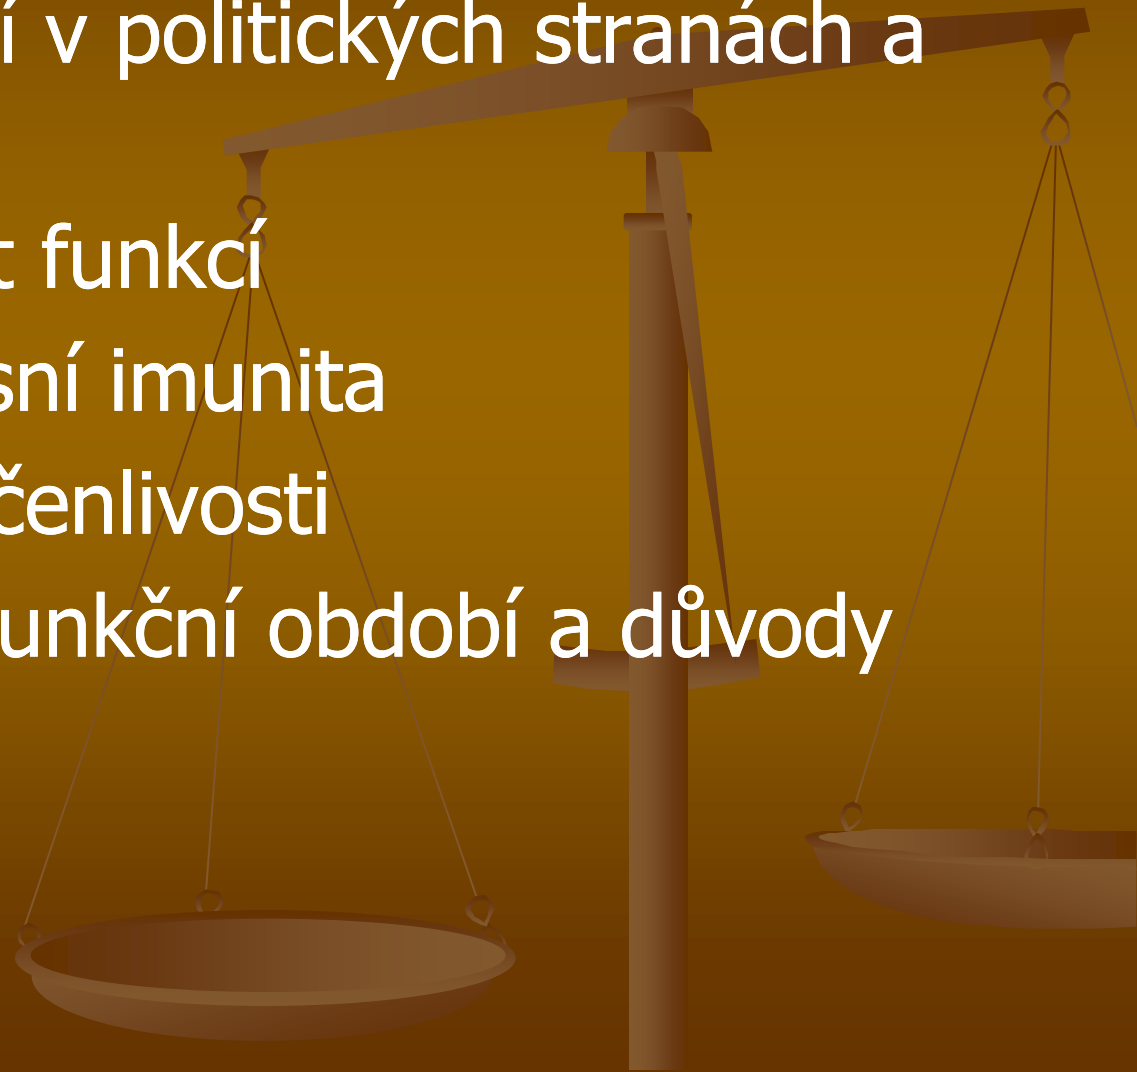 í v politických stranách a
t funkcí
sní imunita
čenlivosti
unkční období a důvody